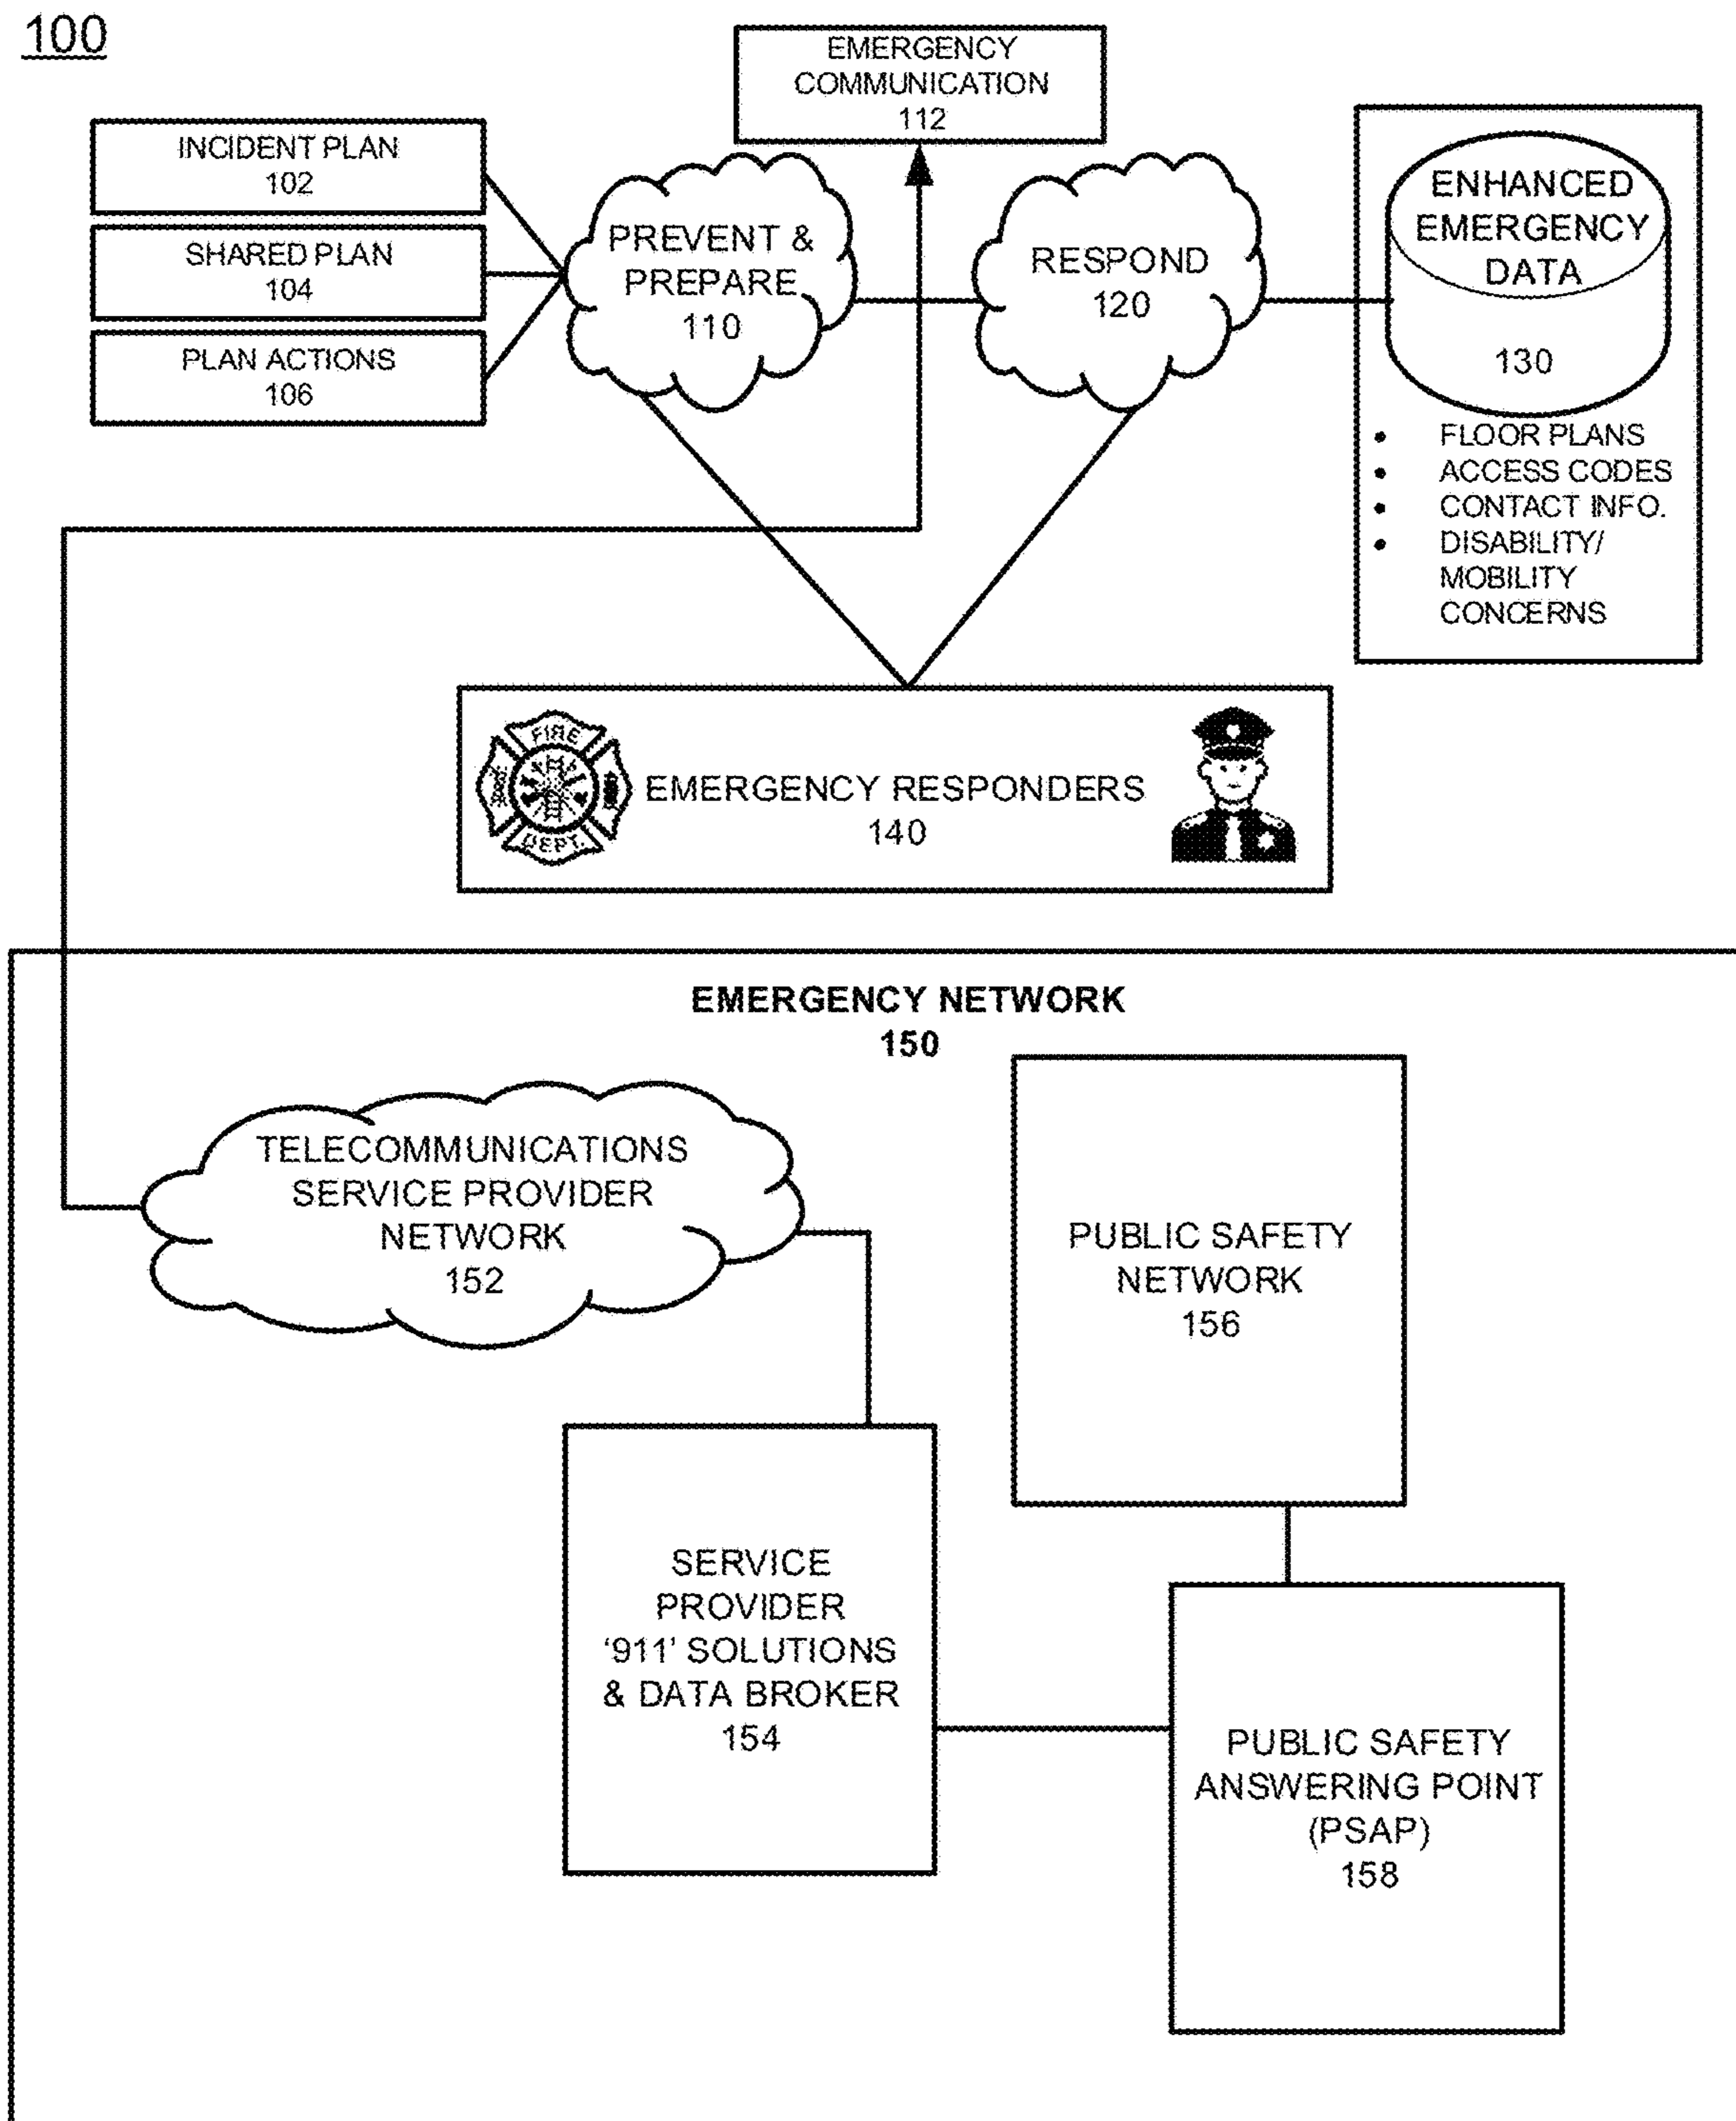 100
EMERGENCY
COMMUNICATION
112
INCIDENT PLAN
102
SHARED PLAN
104
PLAN ACTIONS
106
PREVENT &
PREPARE
110
RESPOND
120
ENHANCED
EMERGENCY
DATA
130
• FLOOR PLANS
• ACCESS CODES
• CONTACT INFO.
• DISABILITY/
MOBILITY
CONCERNS
FIRE
DEPT.
EMERGENCY RESPONDERS
140
EMERGENCY NETWORK
150
TELECOMMUNICATIONS
SERVICE PROVIDER
NETWORK
152
PUBLIC SAFETY
NETWORK
156
SERVICE
PROVIDER
‘911’ SOLUTIONS
& DATA BROKER
154
PUBLIC SAFETY
ANSWERING POINT
(PSAP)
158